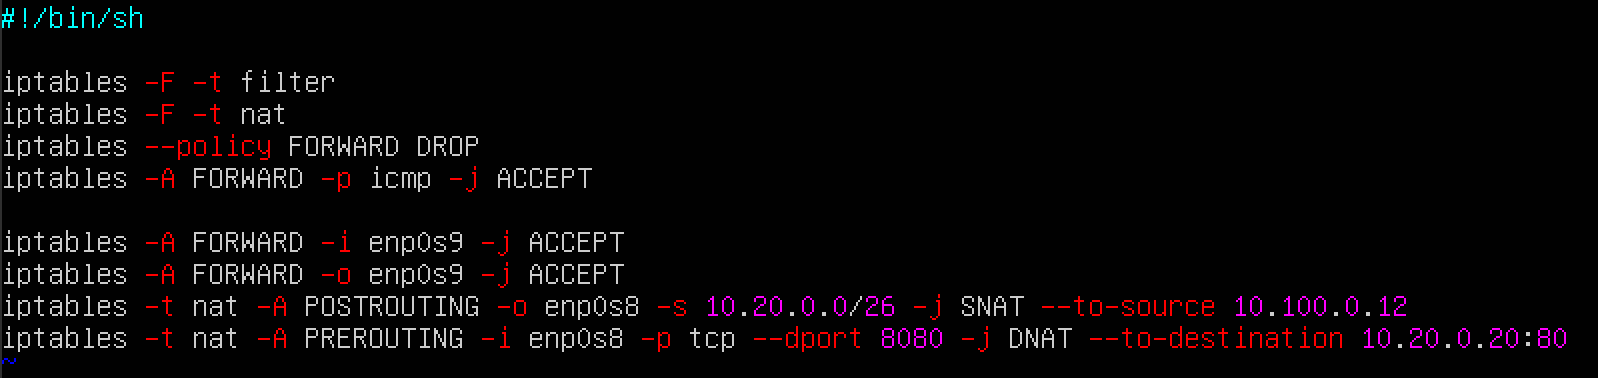 #!/bin/sh
iptables -F -t filter
iptables -F -t nat
iptables --policy FORWARD DROP
iptables -A FORWARD -p icmp -j ACCEPT
iptables -A FORWARD -i enp0s9 -j ACCEPT
iptables -A FORWARD -o enp0s9 -j ACCEPT
iptables -t nat -A POSTROUTING -o enp0s8 -s 10.20.0.0/26 -j SNAT --to-source 10.100.0.12
iptables -t nat -A PREROUTING -i enp0s8 -p tcp --dport 8080 -j DNAT --to-destination 10.20.0.20:80
~